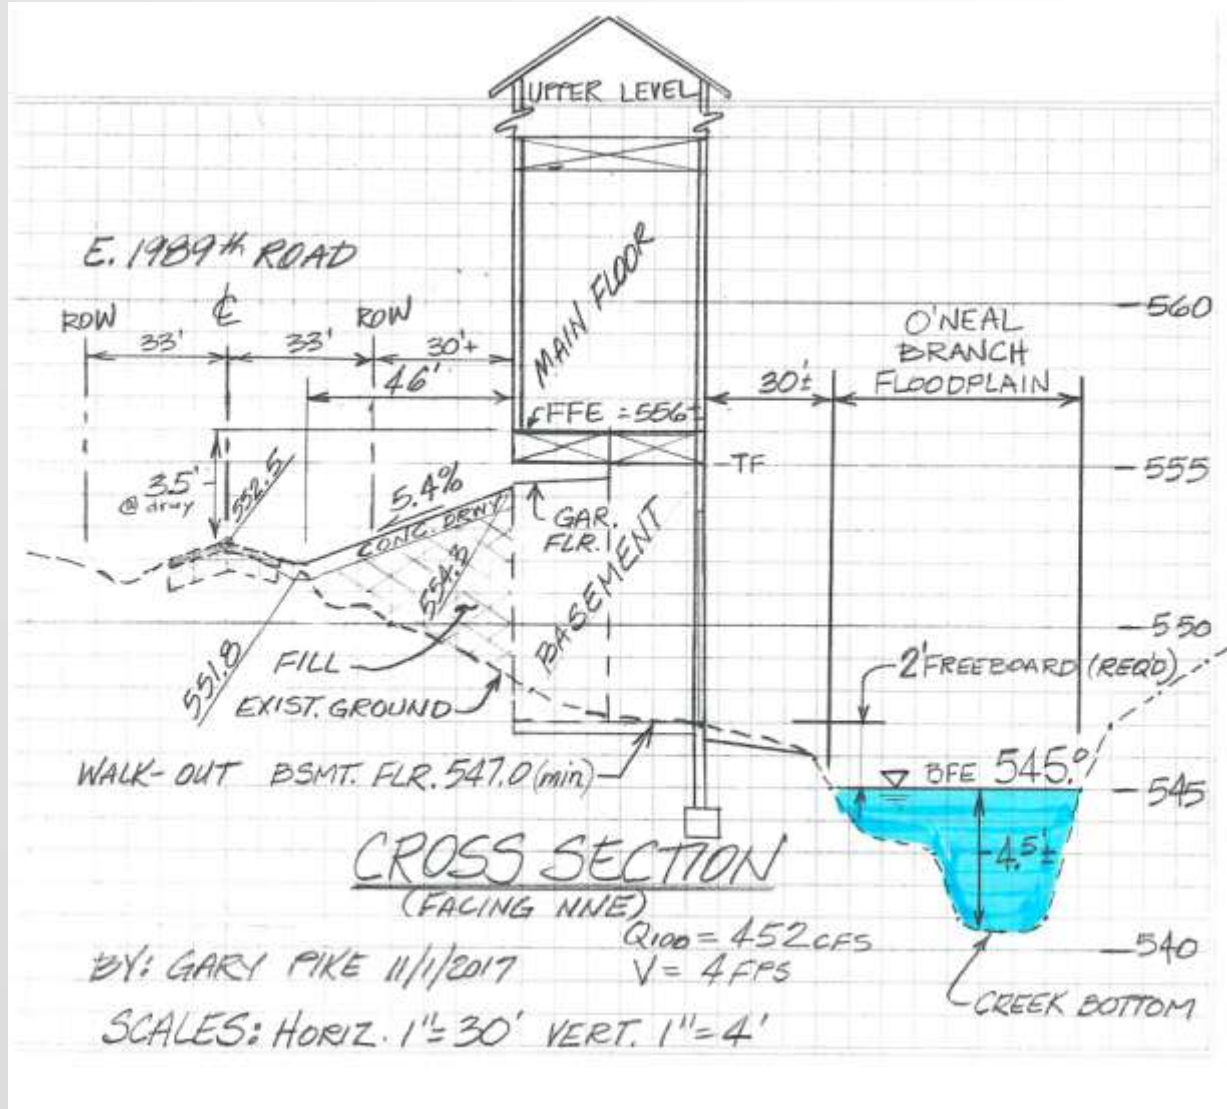 UPPER LEVEL
E. 1989th ROAD
ROW
℄
ROW
33'
33'
30'+
46'
MAIN FLOOR
560
O'NEAL
BRANCH
FLOODPLAIN
30'±
FFE = 556±
TF
555
3.5'
@ drwy
552.5
5.4%
CONC. DRWY.
GAR.
FLR.
554.3
BASEMENT
550
551.8
FILL
EXIST. GROUND
2' FREEBOARD (REQ'D)
WALK-OUT BSMT. FLR. 547.0 (min)
BFE 545.0
545
4.5'±
CROSS SECTION
(FACING NNE)
Q100 = 452 CFS
V = 4 FPS
540
BY: GARY PIKE 11/1/2017
CREEK BOTTOM
SCALES: HORIZ. 1"=30' VERT. 1"=4'